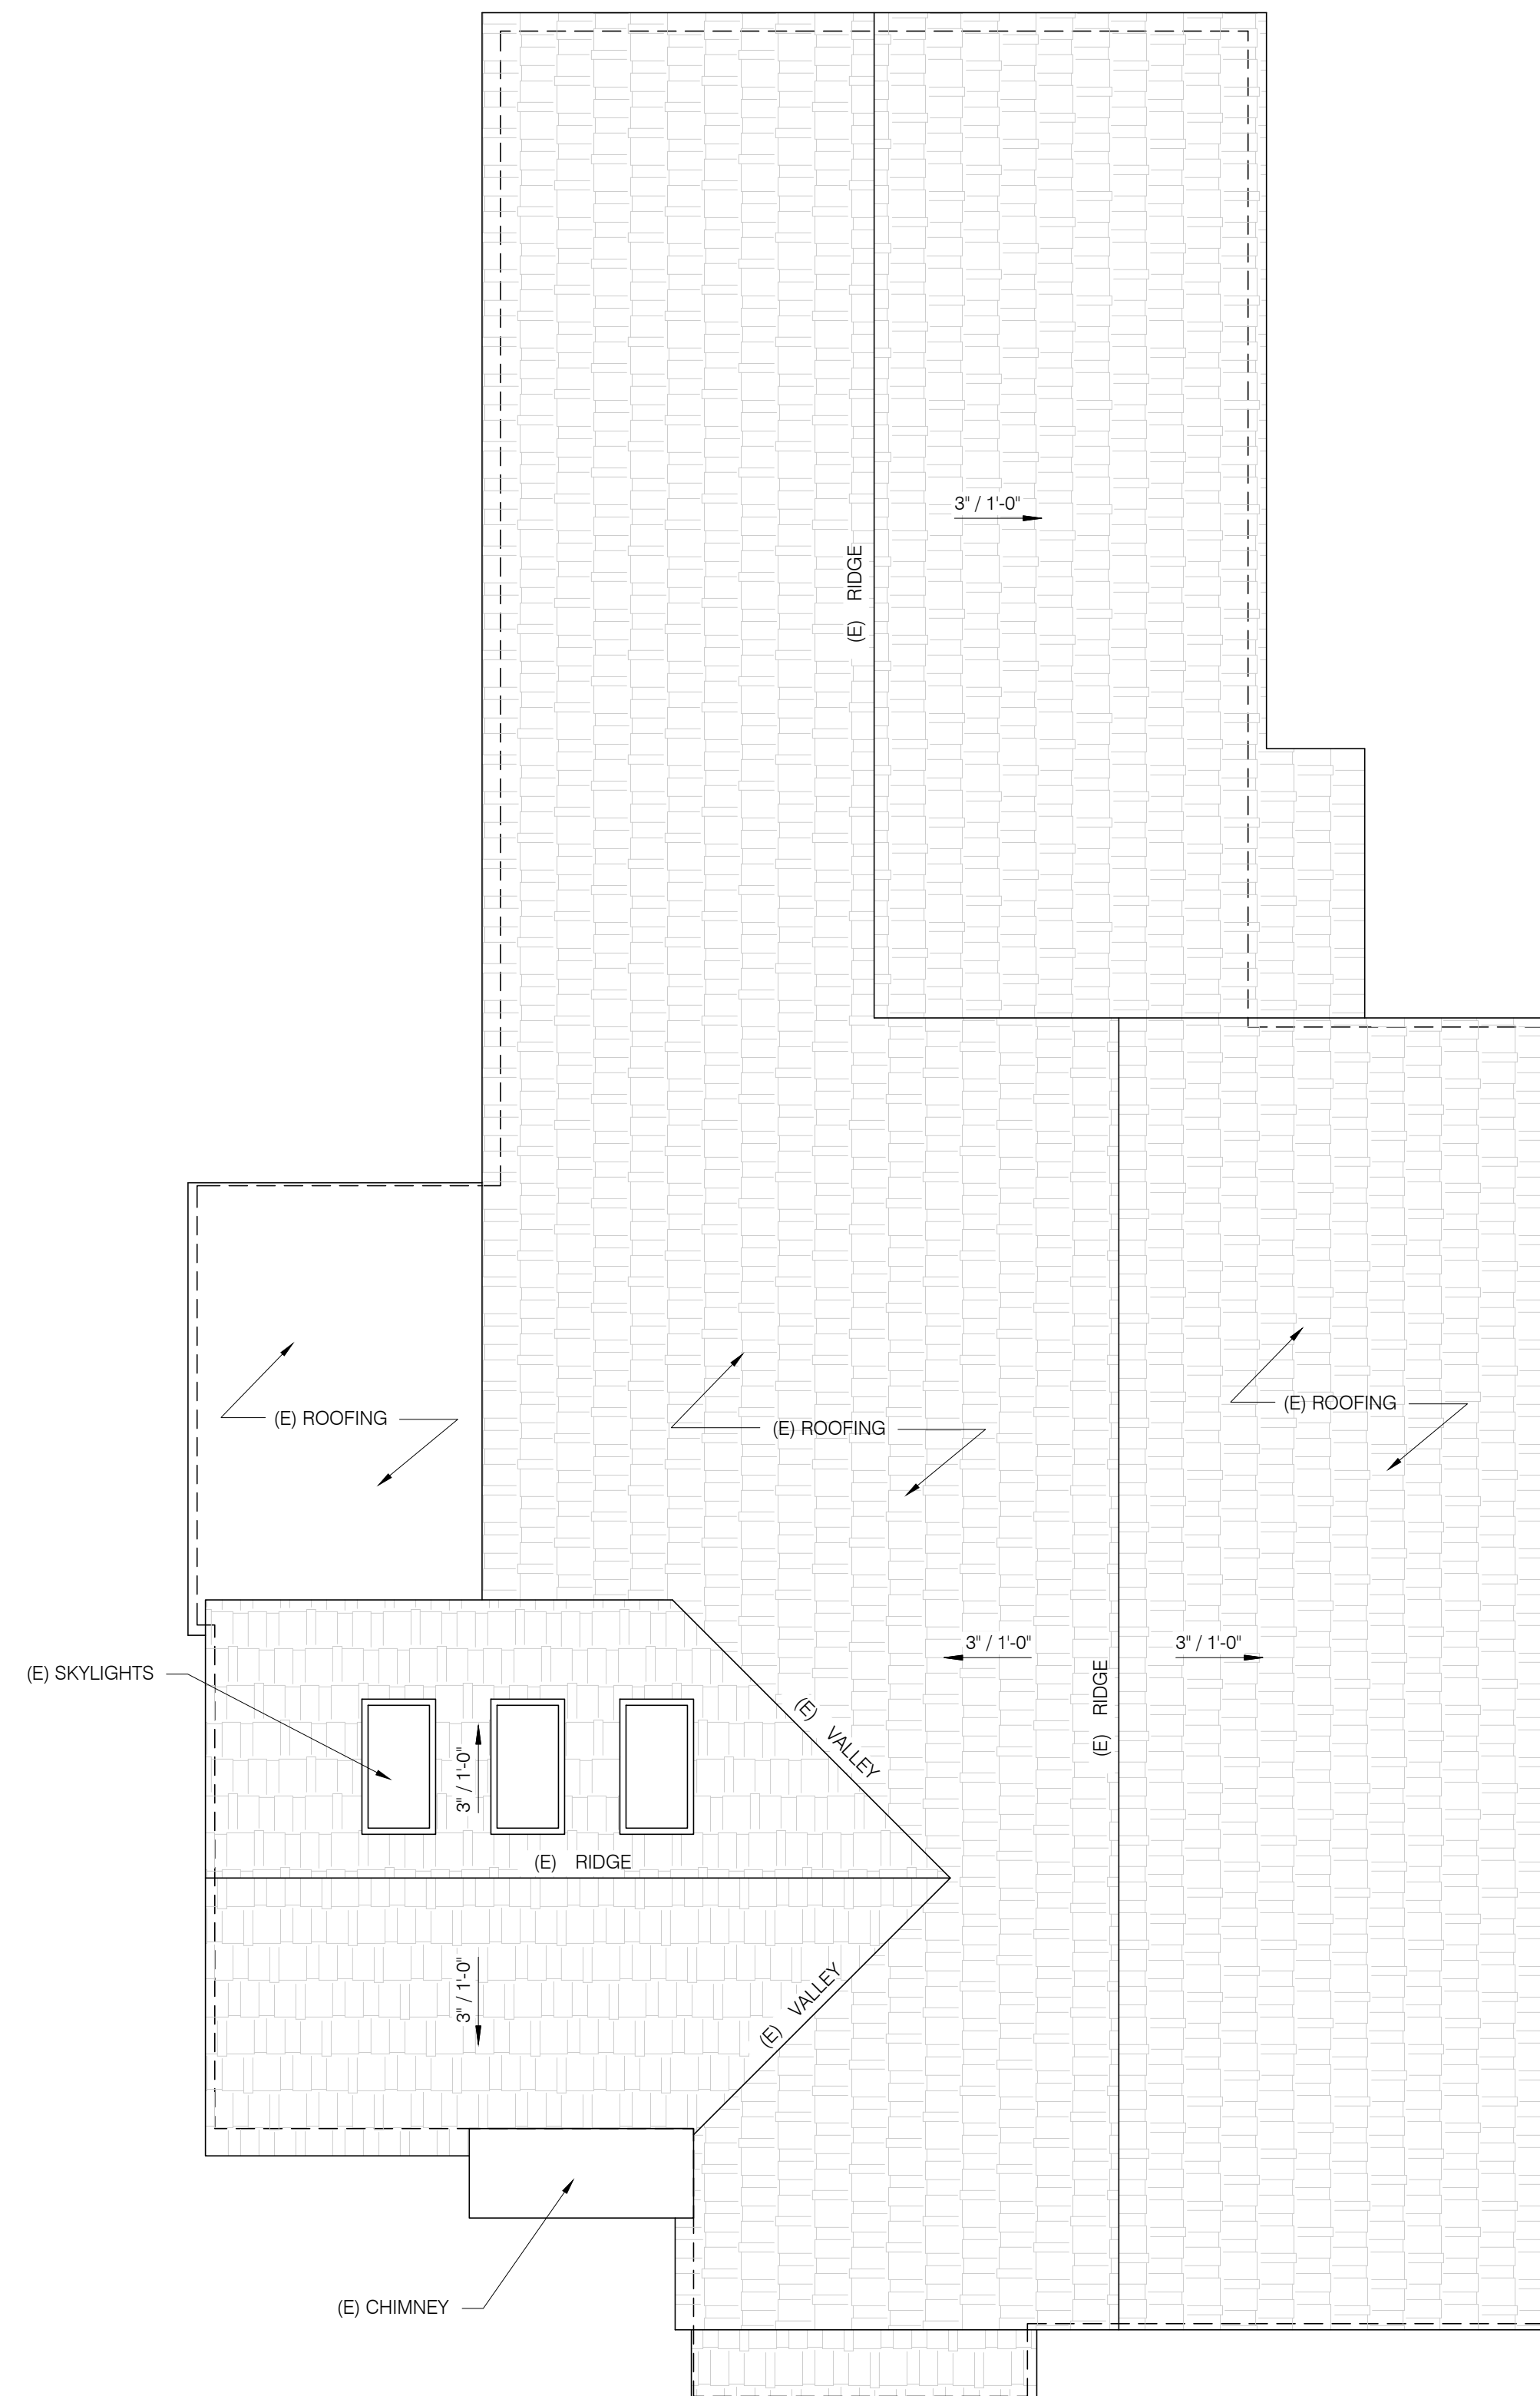 3" / 1'-0"
(E) RIDGE
(E) ROOFING
(E) ROOFING
(E) ROOFING
3" / 1'-0"
3" / 1'-0"
(E) RIDGE
(E) SKYLIGHTS
(E) VALLEY
3" / 1'-0"
(E) RIDGE
3" / 1'-0"
(E) VALLEY
(E) CHIMNEY